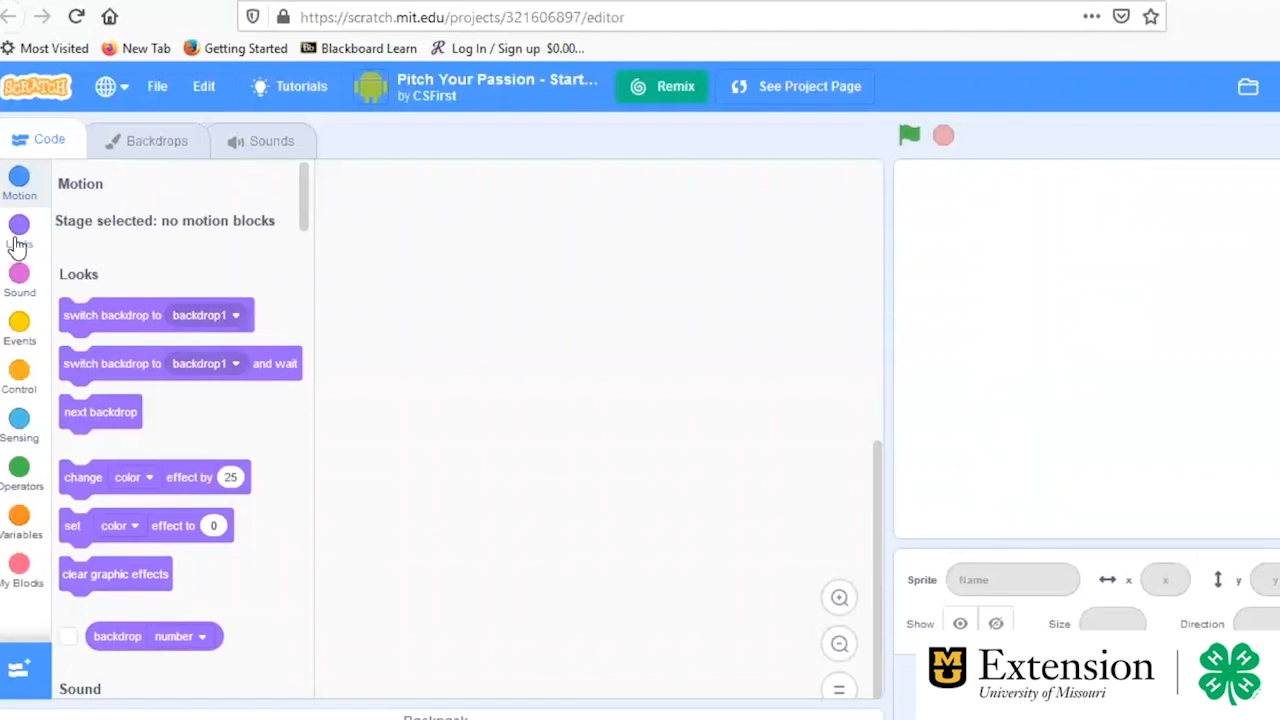 https://scratch.mit.edu/projects/321606897/editor
Most Visited
New Tab
Getting Started
Bb
Blackboard Learn
Log In / Sign up $0.00...
SCRATCH
File
Edit
Tutorials
Pitch Your Passion - Start...
by CSFirst
Remix
See Project Page
Code
Backdrops
Sounds
Motion
Looks
Sound
Events
Control
Sensing
Operators
Variables
My Blocks
Motion
Stage selected: no motion blocks
Looks
switch backdrop to backdrop1
switch backdrop to backdrop1 and wait
next backdrop
change color effect by 25
set color effect to 0
clear graphic effects
backdrop number
Sound
Sprite Name x x y
Show Size Direction
MU Extension
University of Missouri
H H H H